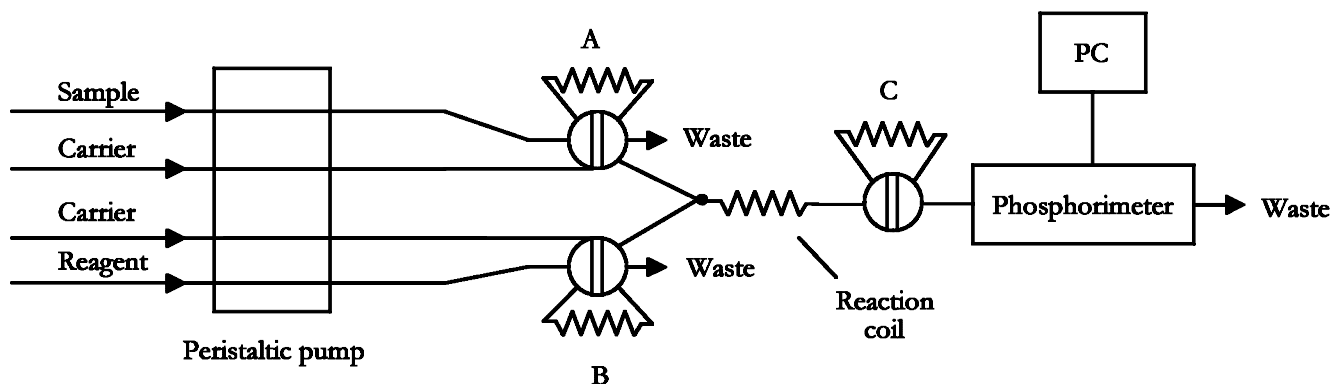 A
PC
Sample
C
Waste
Carrier
Carrier
Phosphorimeter
Waste
Reagent
Waste
Reaction
coil
Peristaltic pump
B